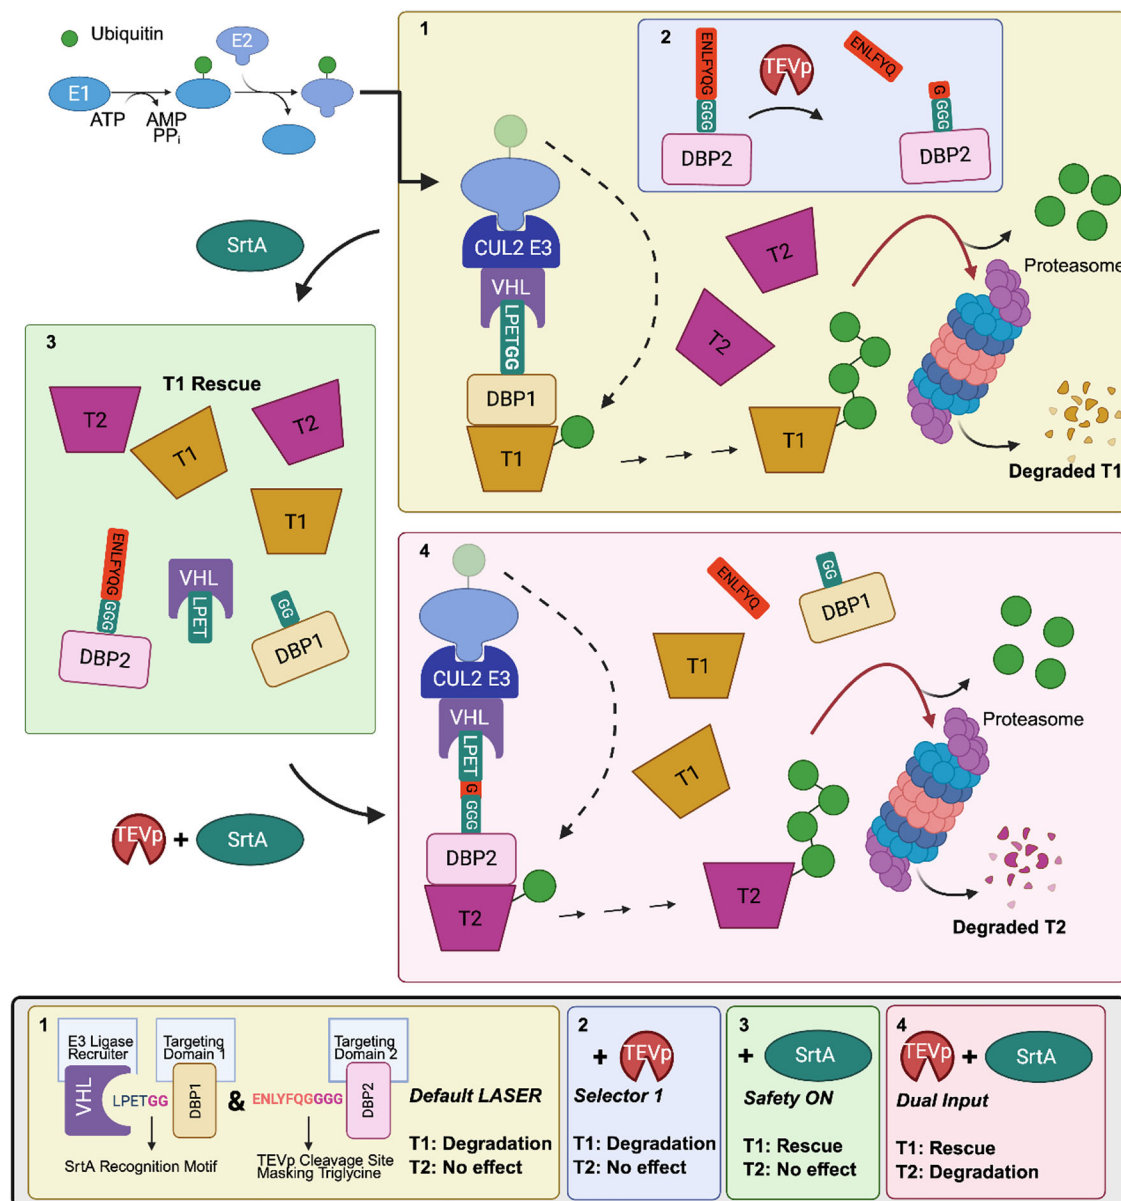 Ubiquitin
E2
E1
ATP
AMP
PPi
SrtA
1
CUL2 E3
VHL
LPETGG
DBP1
T1
2
ENLFYQG
GGG
DBP2
TEVp
ENLFYQ
G
GGG
DBP2
T2
T2
T1
Proteasome
Degraded T1
3
T1 Rescue
T2
T1
T2
T1
ENLFYQG
GGG
DBP2
VHL
LPET
GG
DBP1
TEVp + SrtA
4
CUL2 E3
VHL
LPET
G
GGG
DBP2
T2
ENLFYQ
GG
DBP1
T1
T1
T2
Proteasome
Degraded T2
1
E3 Ligase
Recruiter
Targeting
Domain 1
Targeting
Domain 2
VHL
LPETGG
DBP1
&
ENLYFQGGGG
DBP2
SrtA Recognition Motif
TEVp Cleavage Site
Masking Triglycine
Default LASER
T1: Degradation
T2: No effect
2
+ TEVp
Selector 1
T1: Degradation
T2: No effect
3
+ SrtA
Safety ON
T1: Rescue
T2: No effect
4
TEVp + SrtA
Dual Input
T1: Rescue
T2: Degradation